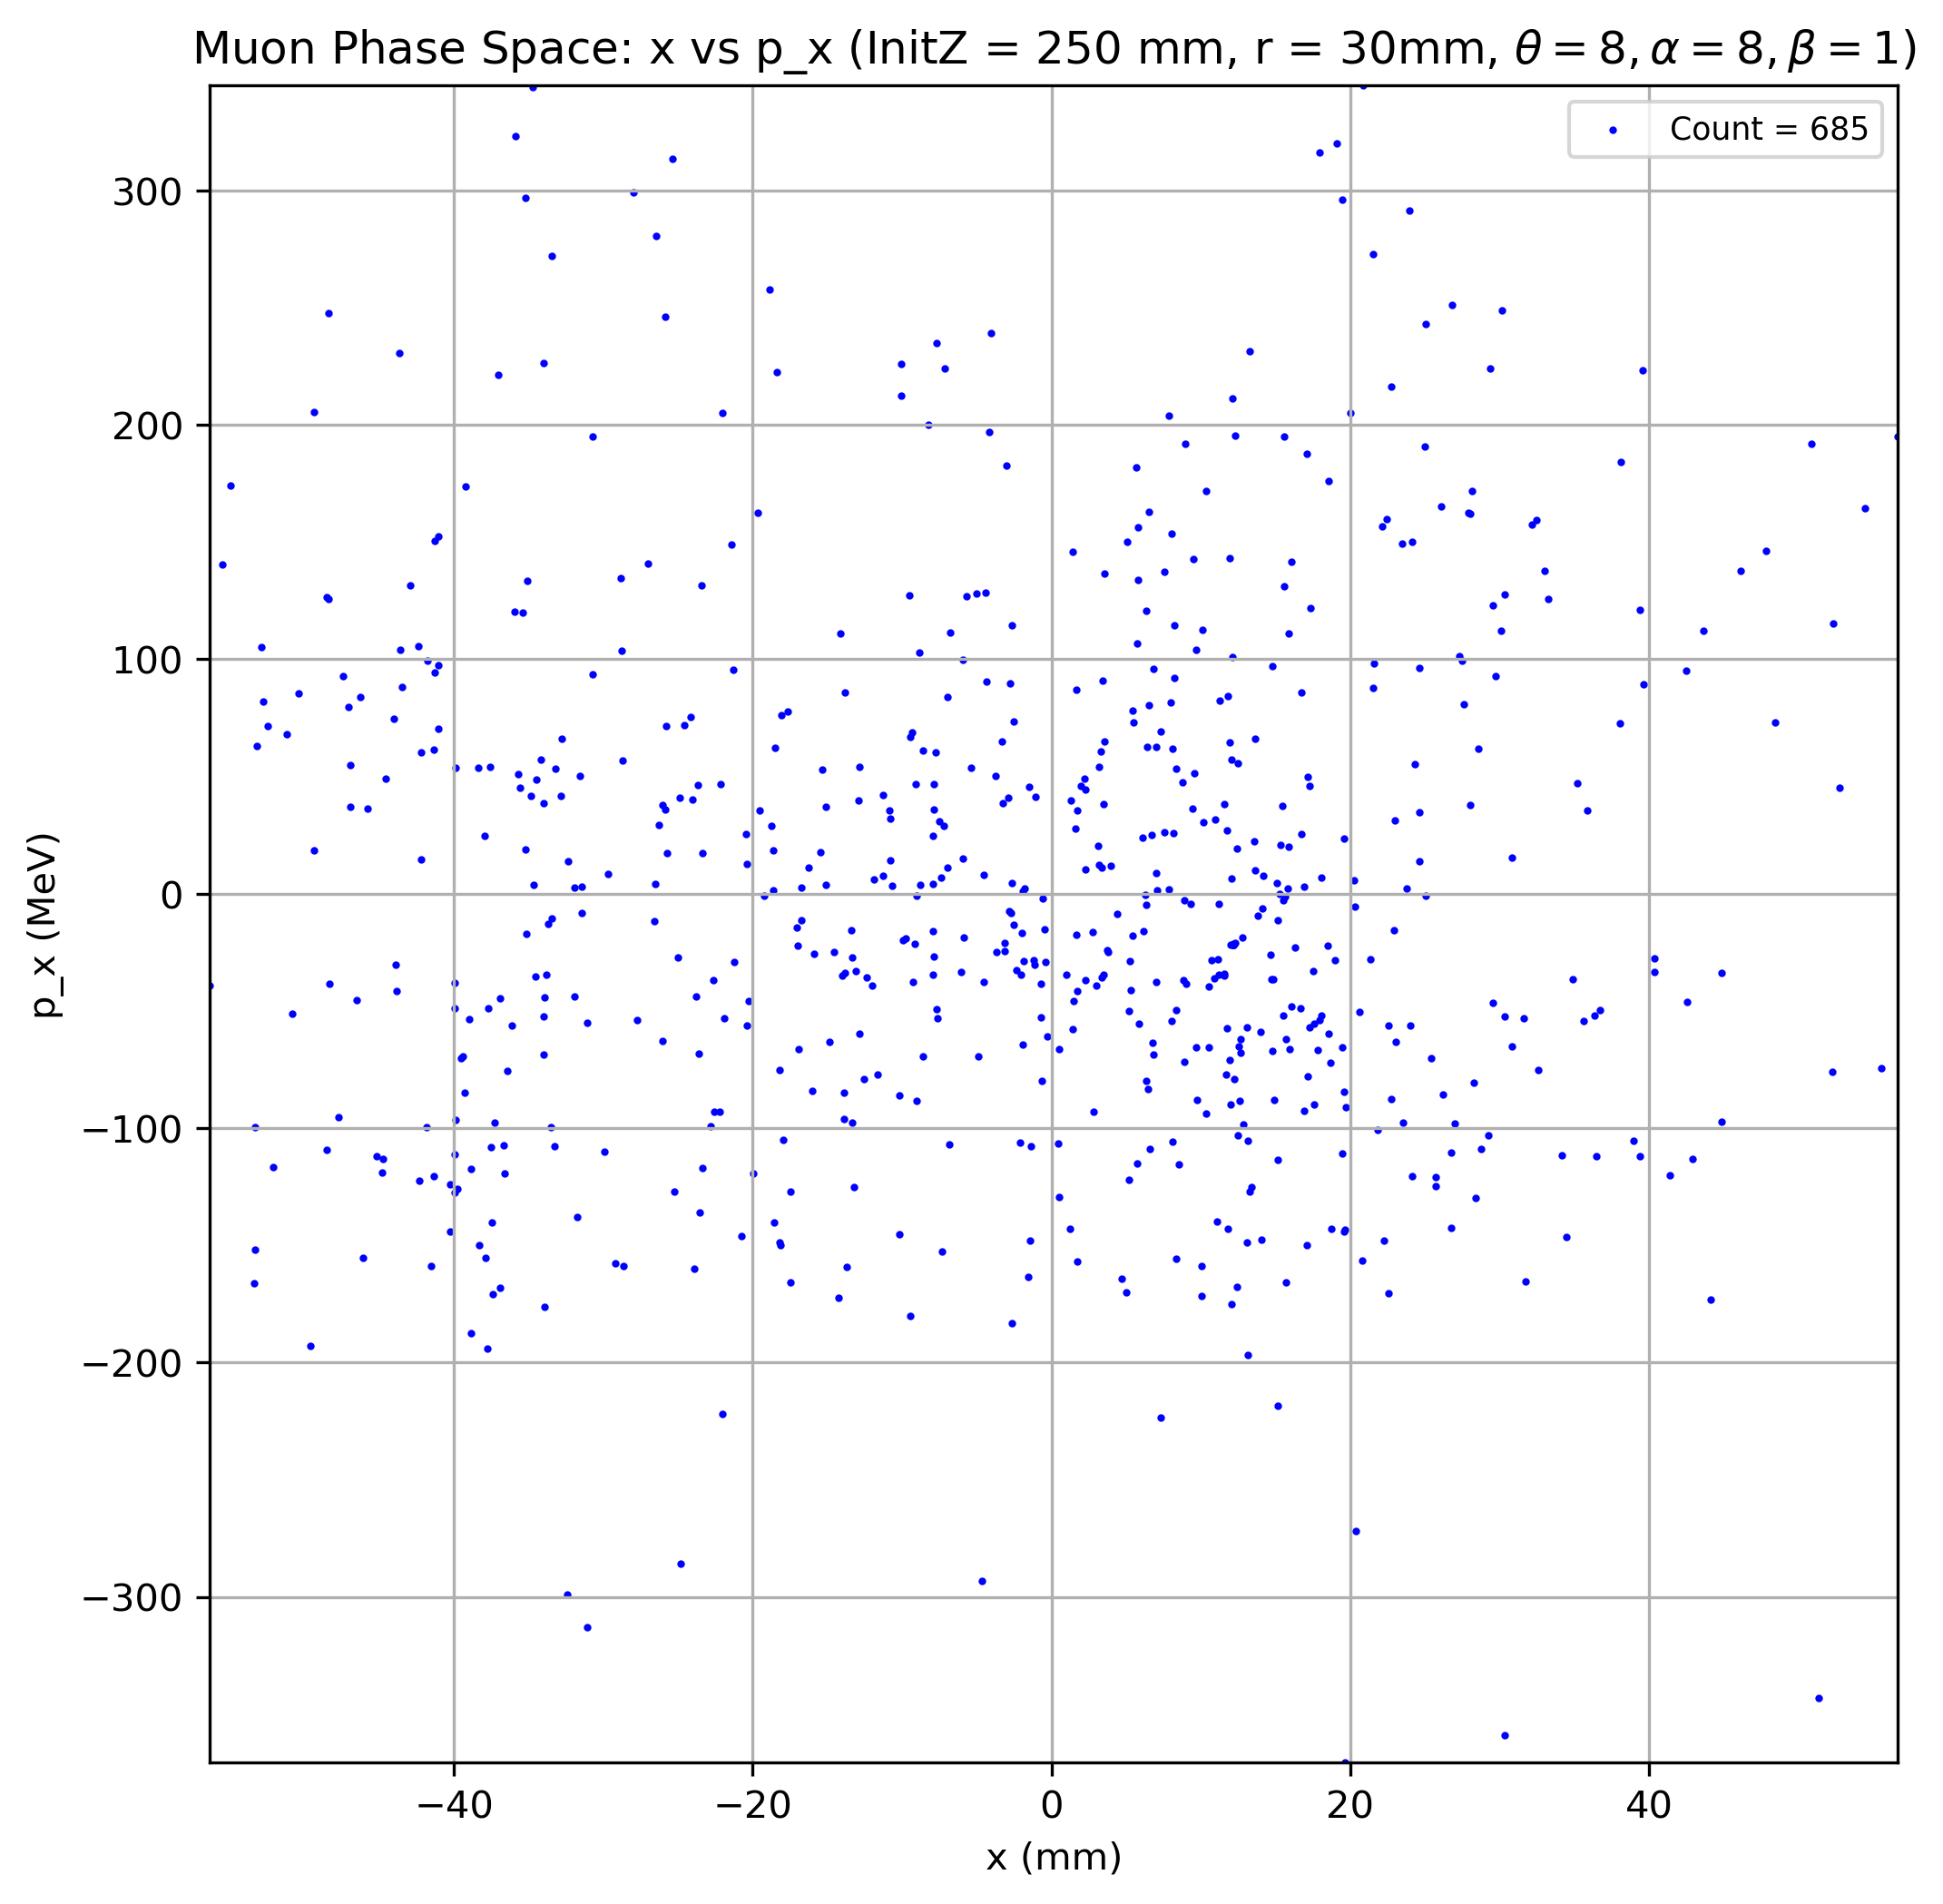 Muon Phase Space: x vs p_x (InitZ = 250 mm, r = 30mm, θ = 8, α = 8, β = 1)
Count = 685
300
200
100
0
−100
−200
−300
p_x (MeV)
−40 −20 0 20 40
x (mm)